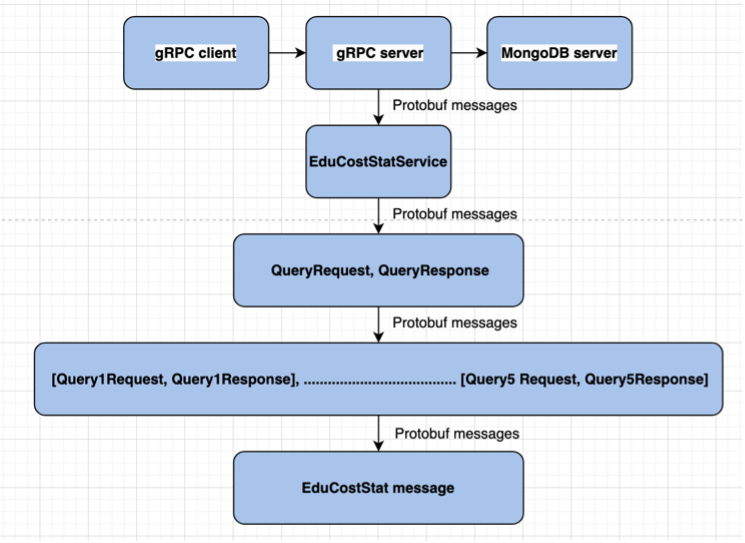 gRPC client
gRPC server
MongoDB server
Protobuf messages
EduCostStatService
Protobuf messages
QueryRequest, QueryResponse
Protobuf messages
[Query1Request, Query1Response], ...................................... [Query5 Request, Query5Response]
Protobuf messages
EduCostStat message